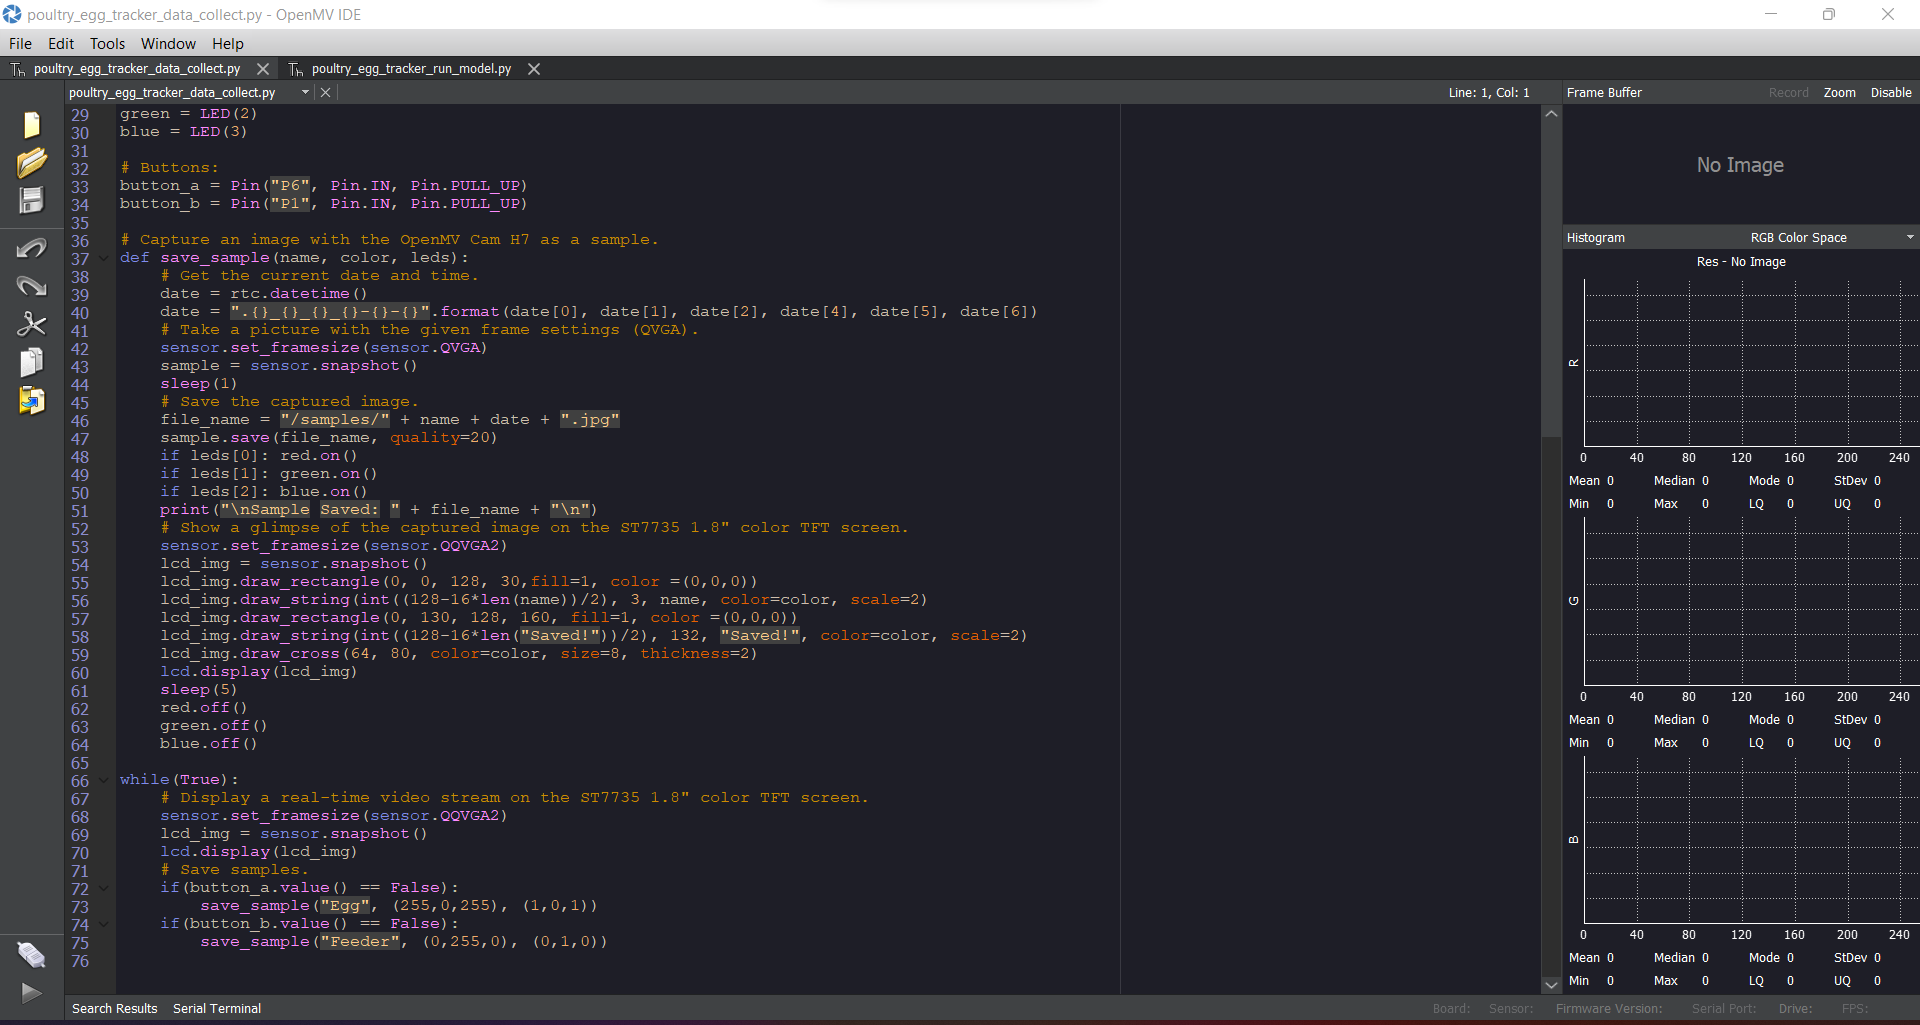 poultry_egg_tracker_data_collect.py - OpenMV IDE
File Edit Tools Window Help
poultry_egg_tracker_data_collect.py poultry_egg_tracker_run_model.py
poultry_egg_tracker_data_collect.py Line: 1, Col: 1 Frame Buffer Record Zoom Disable
29 green = LED(2)
30 blue = LED(3)
31
32 # Buttons:
33 button_a = Pin("P6", Pin.IN, Pin.PULL_UP)
34 button_b = Pin("P1", Pin.IN, Pin.PULL_UP)
35
36 # Capture an image with the OpenMV Cam H7 as a sample.
37 def save_sample(name, color, leds):
38     # Get the current date and time.
39     date = rtc.datetime()
40     date = ".{}_{}_{}_{}-{}-{}".format(date[0], date[1], date[2], date[4], date[5], date[6])
41     # Take a picture with the given frame settings (QVGA).
42     sensor.set_framesize(sensor.QVGA)
43     sample = sensor.snapshot()
44     sleep(1)
45     # Save the captured image.
46     file_name = "/samples/" + name + date + ".jpg"
47     sample.save(file_name, quality=20)
48     if leds[0]: red.on()
49     if leds[1]: green.on()
50     if leds[2]: blue.on()
51     print("\nSample Saved: " + file_name + "\n")
52     # Show a glimpse of the captured image on the ST7735 1.8" color TFT screen.
53     sensor.set_framesize(sensor.QQVGA2)
54     lcd_img = sensor.snapshot()
55     lcd_img.draw_rectangle(0, 0, 128, 30,fill=1, color =(0,0,0))
56     lcd_img.draw_string(int((128-16*len(name))/2), 3, name, color=color, scale=2)
57     lcd_img.draw_rectangle(0, 130, 128, 160, fill=1, color =(0,0,0))
58     lcd_img.draw_string(int((128-16*len("Saved!"))/2), 132, "Saved!", color=color, scale=2)
59     lcd_img.draw_cross(64, 80, color=color, size=8, thickness=2)
60     lcd.display(lcd_img)
61     sleep(5)
62     red.off()
63     green.off()
64     blue.off()
65
66 while(True):
67     # Display a real-time video stream on the ST7735 1.8" color TFT screen.
68     sensor.set_framesize(sensor.QQVGA2)
69     lcd_img = sensor.snapshot()
70     lcd.display(lcd_img)
71     # Save samples.
72     if(button_a.value() == False):
73         save_sample("Egg", (255,0,255), (1,0,1))
74     if(button_b.value() == False):
75         save_sample("Feeder", (0,255,0), (0,1,0))
76
No Image
Histogram RGB Color Space
Res - No Image
R
0 40 80 120 160 200 240
Mean 0 Median 0 Mode 0 StDev 0
Min 0 Max 0 LQ 0 UQ 0
G
0 40 80 120 160 200 240
Mean 0 Median 0 Mode 0 StDev 0
Min 0 Max 0 LQ 0 UQ 0
B
0 40 80 120 160 200 240
Mean 0 Median 0 Mode 0 StDev 0
Min 0 Max 0 LQ 0 UQ 0
Search Results Serial Terminal Board: Sensor: Firmware Version: Serial Port: Drive: FPS: